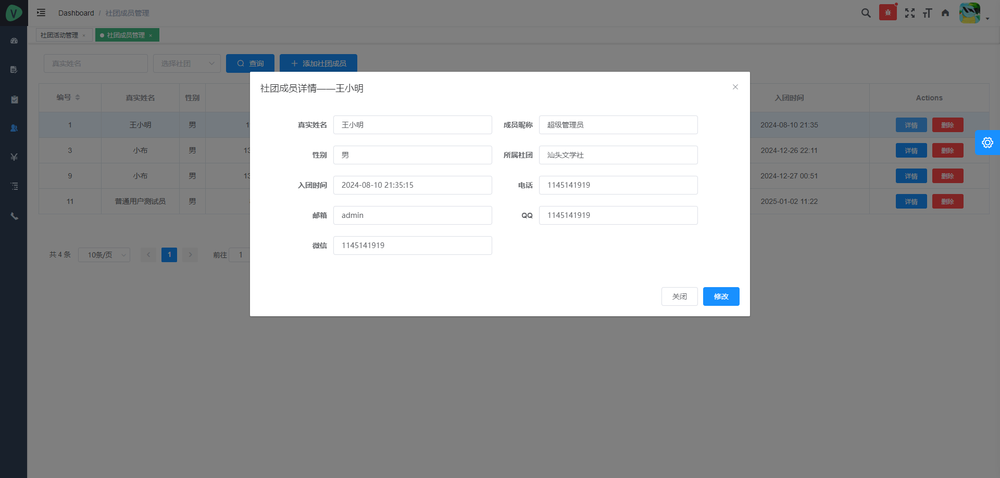 V
Dashboard / 社团成员管理
社团活动管理 × 社团成员管理 ×
真实姓名 选择社团 查询 添加社团成员
社团成员详情——王小明
编号 真实姓名 性别 入团时间 Actions
真实姓名 王小明 成员昵称 超级管理员
1 王小明 男 1 2024-08-10 21:35 详情 删除
3 小布 男 13 2024-12-26 22:11 详情 删除
性别 男 所属社团 汕头文学社
9 小布 男 13 2024-12-27 00:51 详情 删除
入团时间 2024-08-10 21:35:15 电话 1145141919
11 普通用户测试员 男 2025-01-02 11:22 详情 删除
邮箱 admin QQ 1145141919
微信 1145141919
共 4 条 10条/页 1 前往 1
关闭 修改